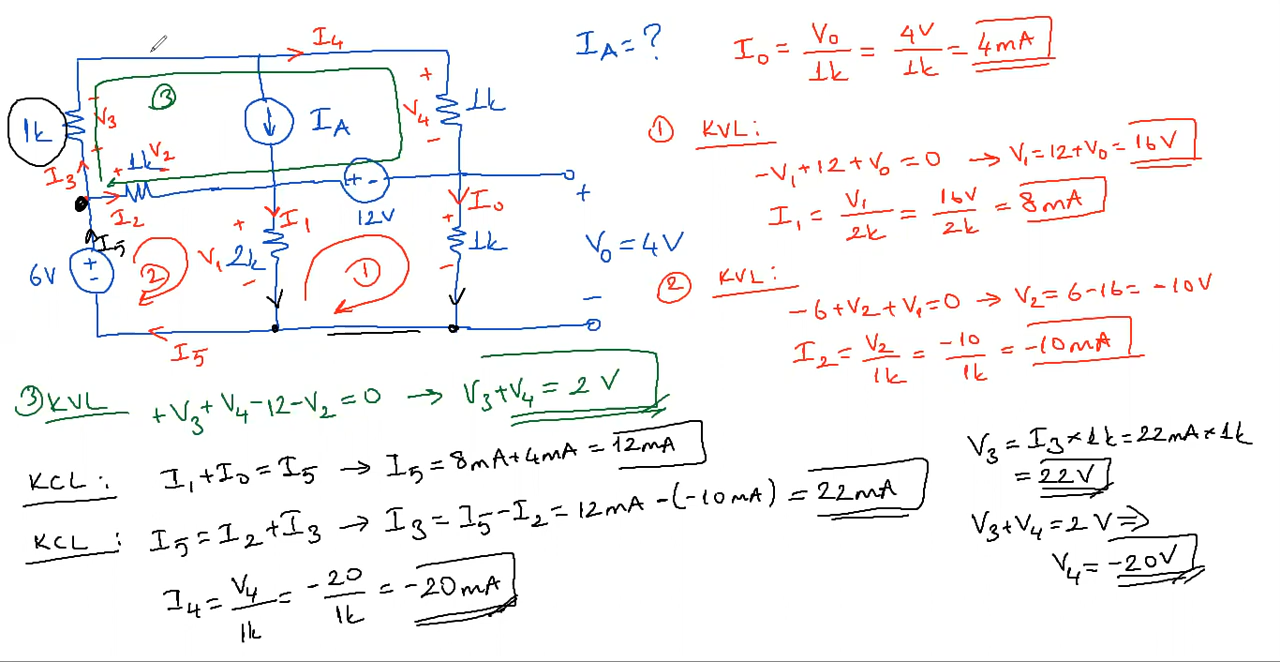 I4
IA = ?
I0 = V0/1k = 4V/1k = 4mA
1k
V3
3
IA
+
V4
-
1k
1 KVL:
-V1+12+V0=0 → V1=12+V0=16V
I1 = V1/2k = 16V/2k = 8mA
I3
+ 1k V2
I2
+ -
12V
I0
+
I5
6V
+
-
2
+
V1 2k
-
I1
1
+
1k
-
V0=4V
-
2 KVL:
-6+V2+V1=0 → V2=6-16=-10V
I2 = V2/1k = -10/1k = -10mA
I5
3 KVL +V3+V4-12-V2=0 → V3+V4=2V
KCL: I1+I0=I5 → I5=8mA+4mA=12mA
KCL: I5=I2+I3 → I3=I5-I2=12mA-(-10mA)=22mA
I4=V4/1k=-20/1k=-20mA
V3=I3×1k=22mA×1k
=22V
V3+V4=2V ⇒
V4=-20V